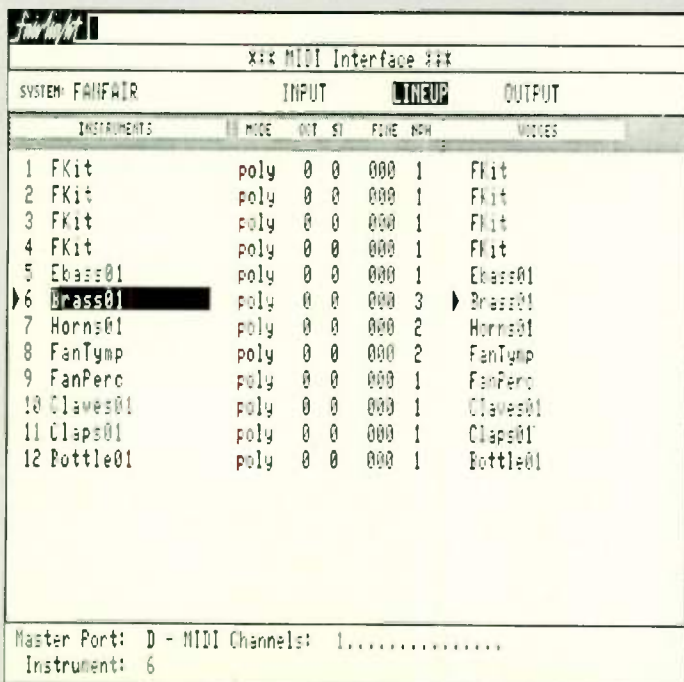 fairlight
*** MIDI Interface ***
SYSTEM: FANFAIR INPUT LINEUP OUTPUT
INSTRUMENTS MODE OCT ST FINE NPH VOICES
1 FKit poly 0 0 000 1 FKit
2 FKit poly 0 0 000 1 FKit
3 FKit poly 0 0 000 1 FKit
4 FKit poly 0 0 000 1 FKit
5 Ebass01 poly 0 0 000 1 Ebass01
6 Brass01 poly 0 0 000 3 Brass01
7 Horns01 poly 0 0 000 2 Horns01
8 FanTymp poly 0 0 000 2 FanTymp
9 FanPerc poly 0 0 000 1 FanPerc
10 Claves01 poly 0 0 000 1 Claves01
11 Claps01 poly 0 0 000 1 Claps01
12 Bottle01 poly 0 0 000 1 Bottle01
Master Port: D - MIDI Channels: 1...............
Instrument: 6